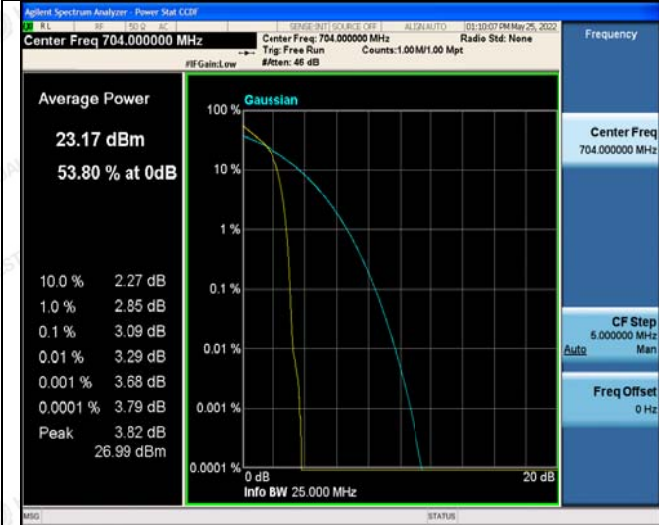 Agilent Spectrum Analyzer - Power Stat CCDF
RL RF 50 Ω AC SENSE:INT SOURCE OFF ALIGN AUTO 01:10:07 PM May 25, 2022
Center Freq 704.000000 MHz
Center Freq: 704.000000 MHz Radio Std: None
Trig: Free Run Counts:1.00 M/1.00 Mpt
#IFGain:Low #Atten: 46 dB
Frequency
Average Power
23.17 dBm
53.80 % at 0dB
10.0 % 2.27 dB
1.0 % 2.85 dB
0.1 % 3.09 dB
0.01 % 3.29 dB
0.001 % 3.68 dB
0.0001 % 3.79 dB
Peak 3.82 dB
26.99 dBm
Gaussian
100 %
10 %
1 %
0.1 %
0.01 %
0.001 %
0.0001 %
0 dB 20 dB
Info BW 25.000 MHz
Center Freq
704.000000 MHz
CF Step
5.000000 MHz
Auto Man
Freq Offset
0 Hz
MSG STATUS